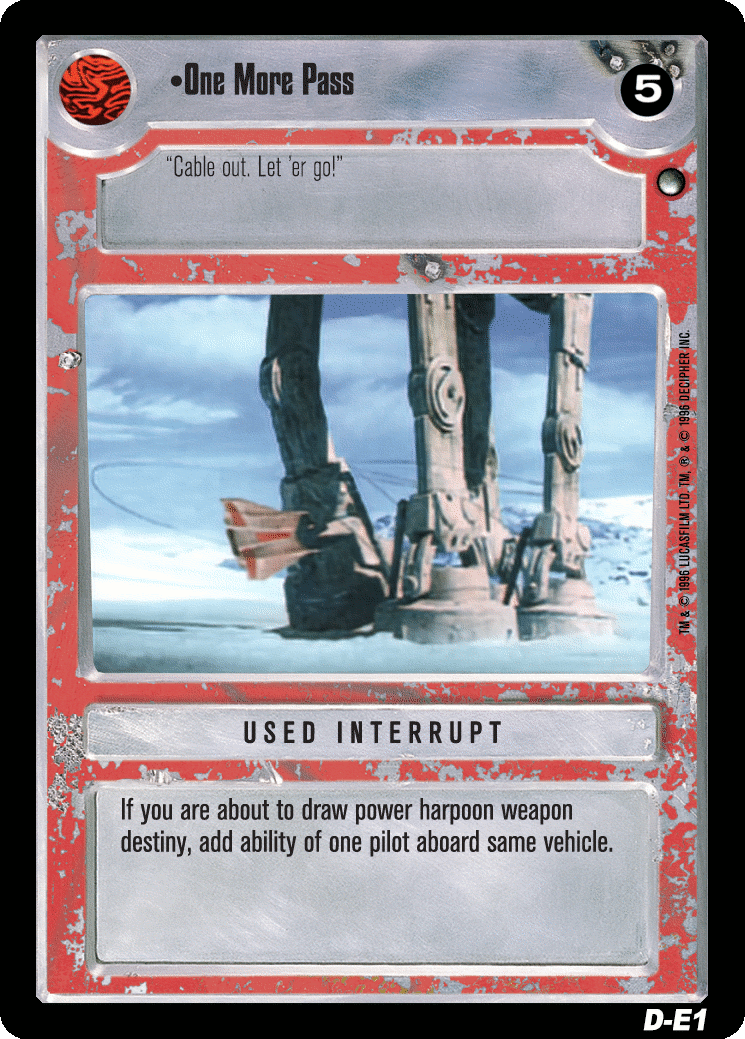 •One More Pass
5
“Cable out. Let ’er go!”
TM & © 1996 LUCASFILM LTD. TM, ® & © 1996 DECIPHER INC.
USED INTERRUPT
If you are about to draw power harpoon weapon
destiny, add ability of one pilot aboard same vehicle.
D-E1